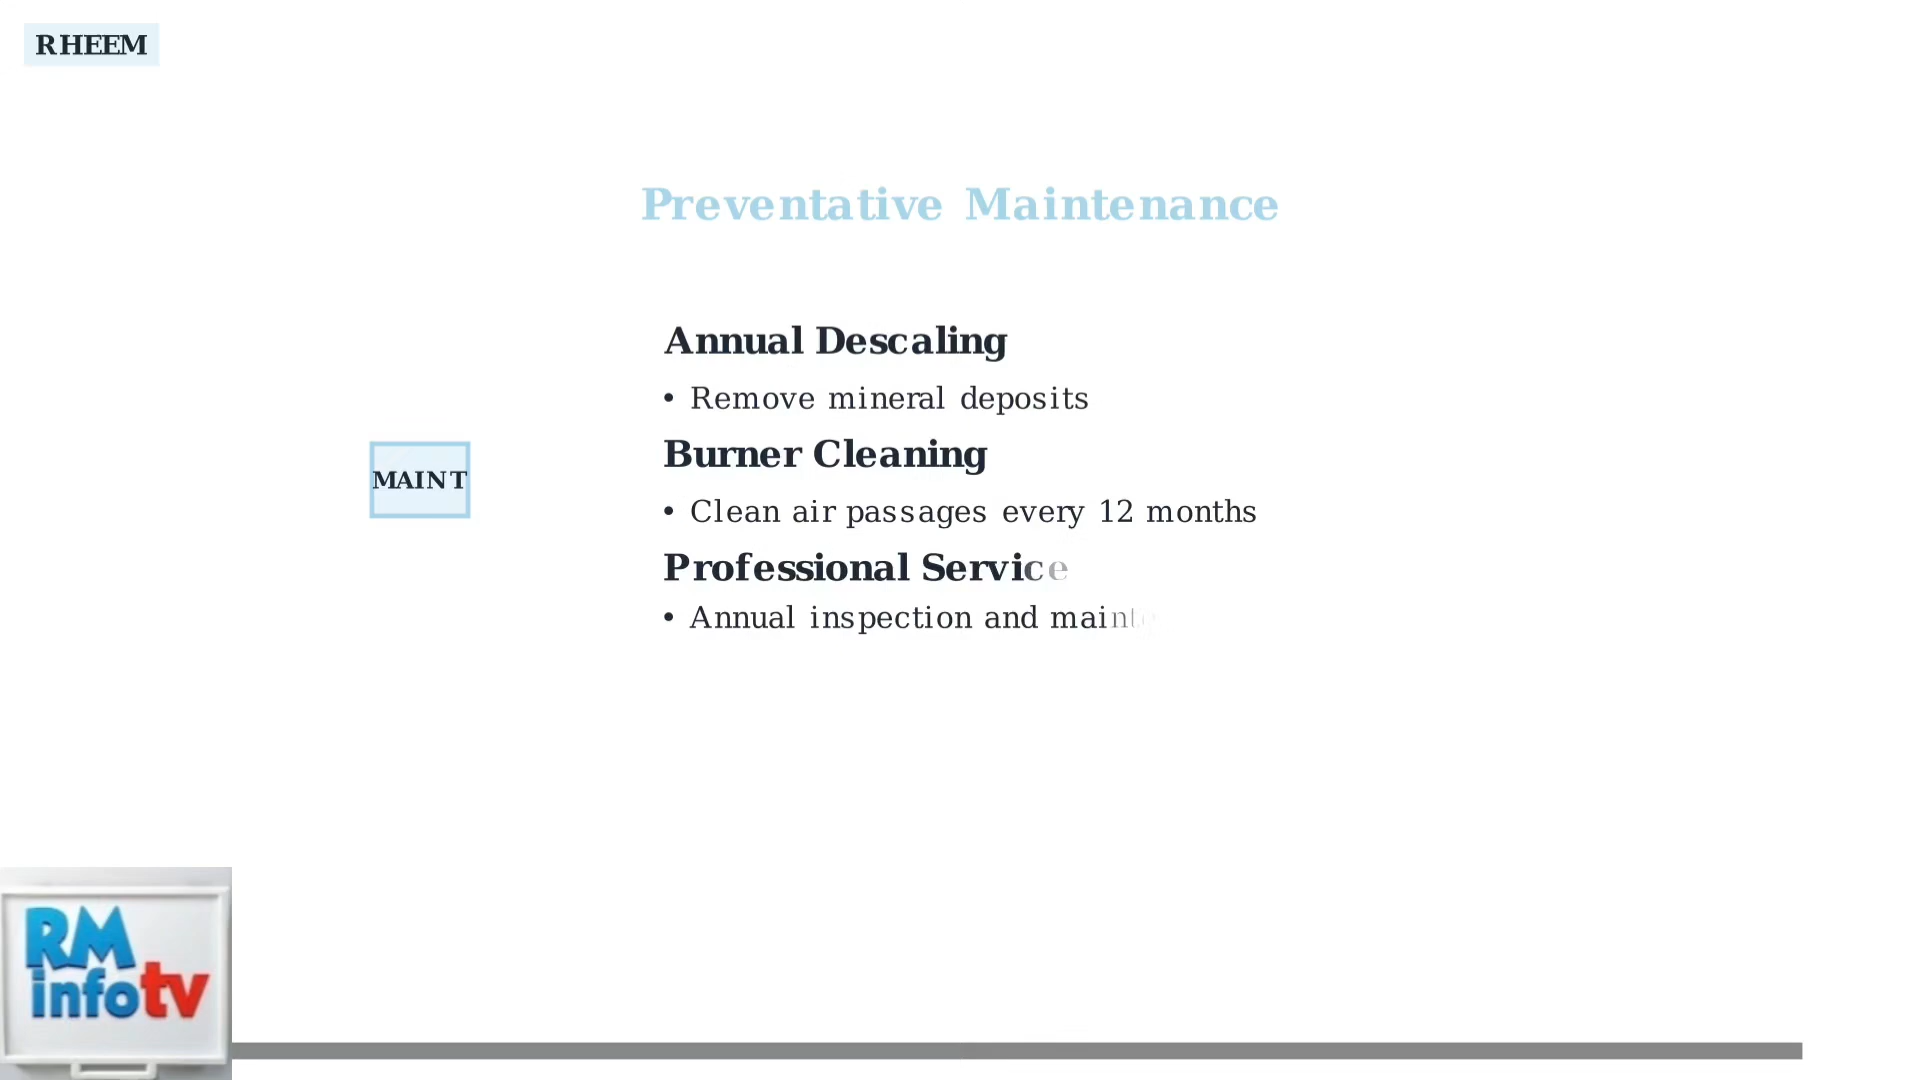 RHEEM
Preventative Maintenance
Annual Descaling
• Remove mineral deposits
Burner Cleaning
• Clean air passages every 12 months
MAINT
Professional Service
• Annual inspection and
RM
infotv